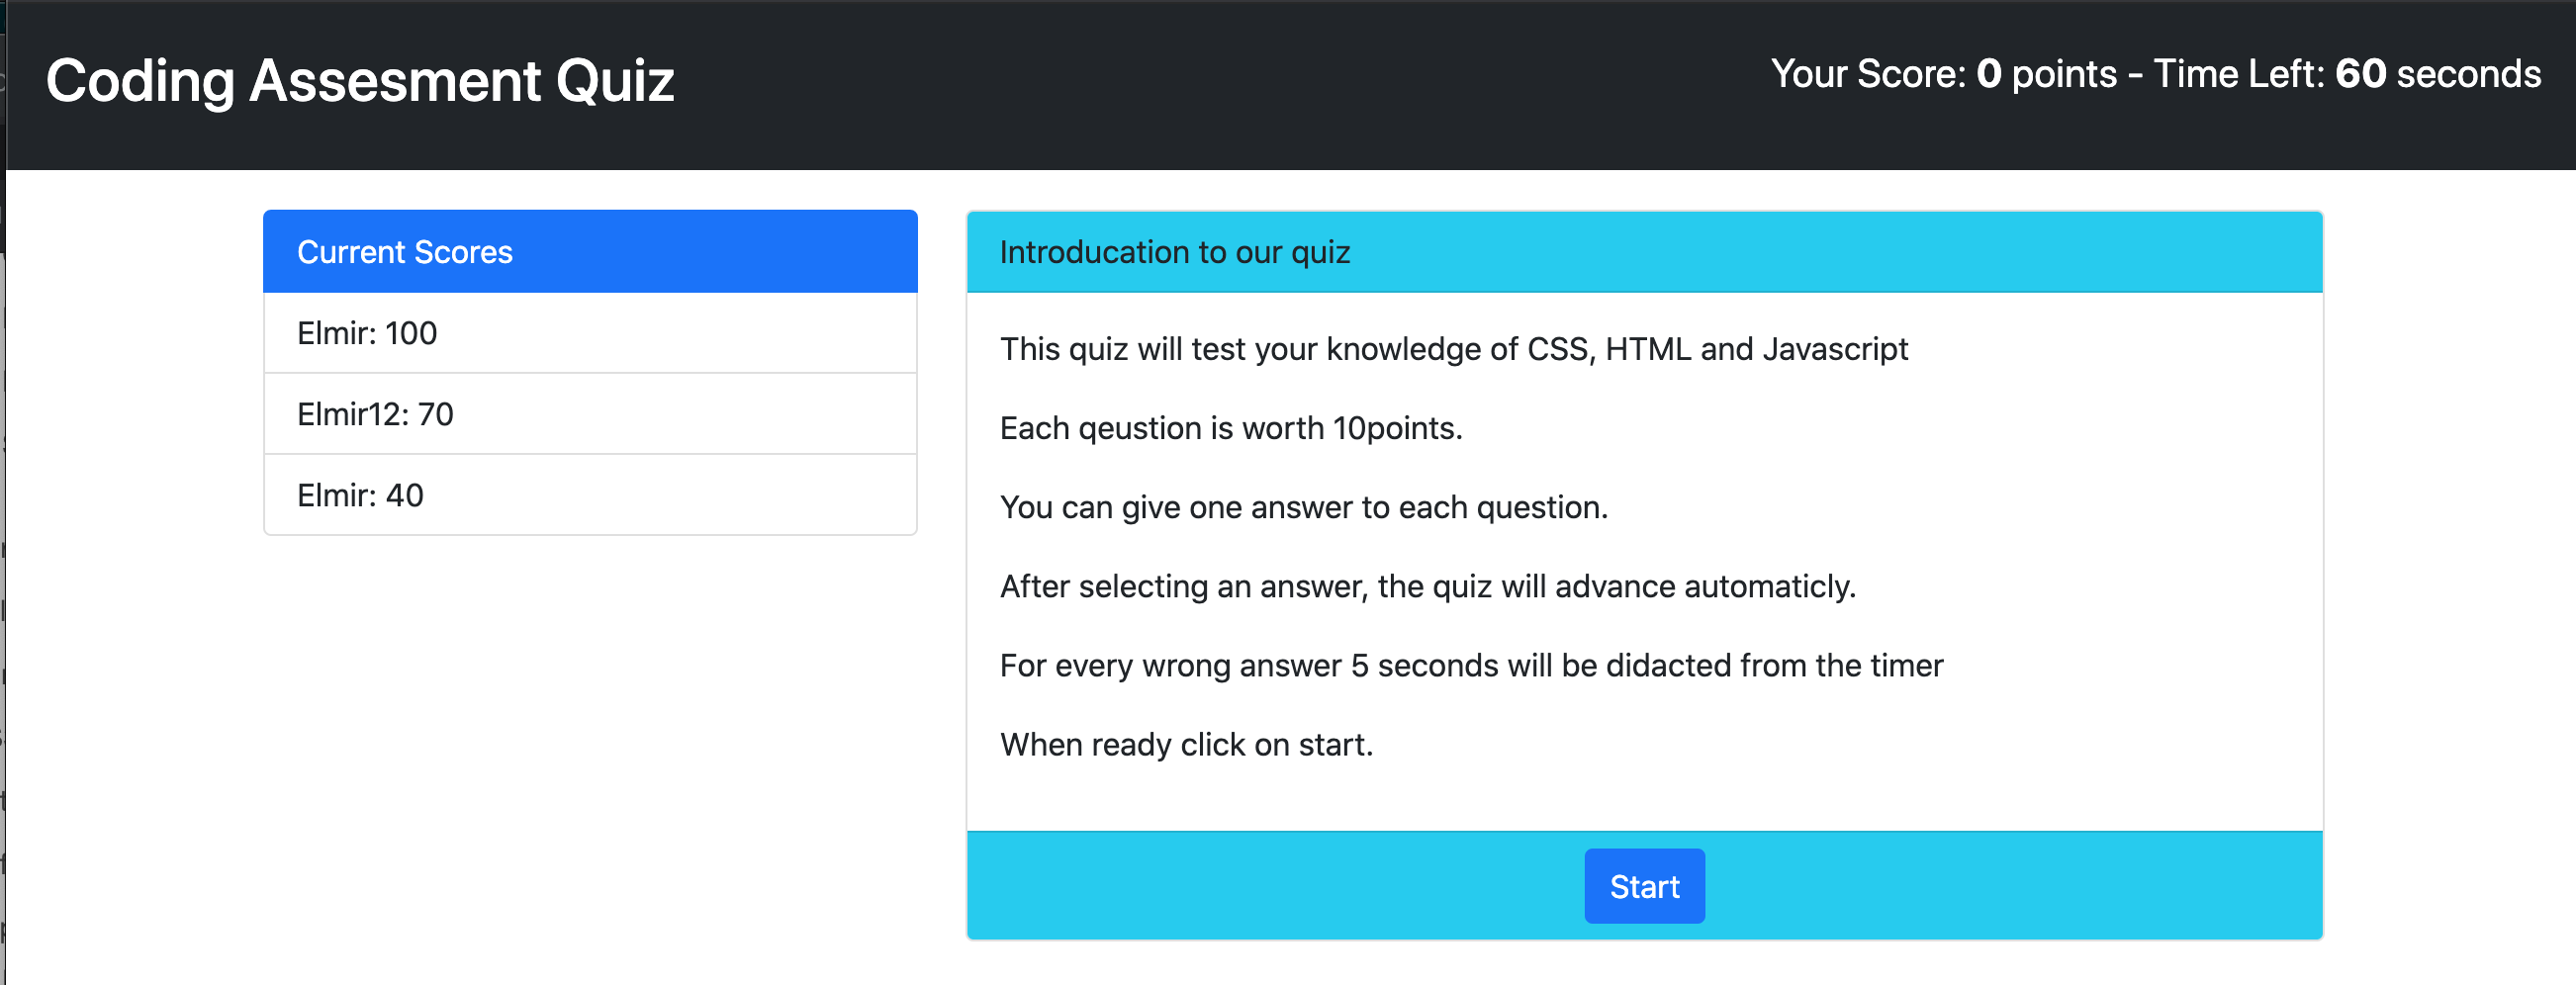 Coding Assesment Quiz
Your Score: 0 points - Time Left: 60 seconds
Current Scores
Elmir: 100
Elmir12: 70
Elmir: 40
Introducation to our quiz
This quiz will test your knowledge of CSS, HTML and Javascript
Each qeustion is worth 10points.
You can give one answer to each question.
After selecting an answer, the quiz will advance automaticly.
For every wrong answer 5 seconds will be didacted from the timer
When ready click on start.
Start